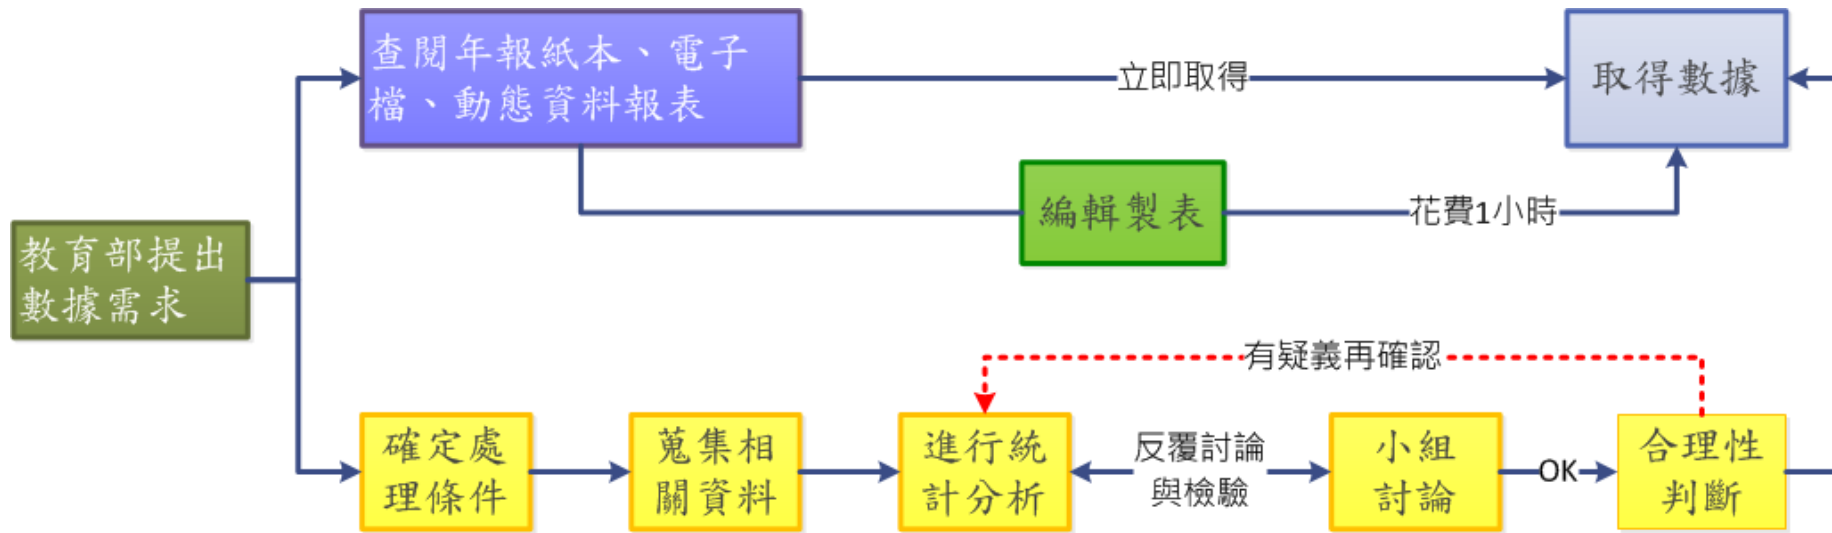 查閱年報紙本、電子
檔、動態資料報表
立即取得
取得數據
編輯製表
花費1小時
教育部提出
數據需求
有疑義再確認
確定處
理條件
蒐集相
關資料
進行統
計分析
反覆討論
與檢驗
小組
討論
OK
合理性
判斷